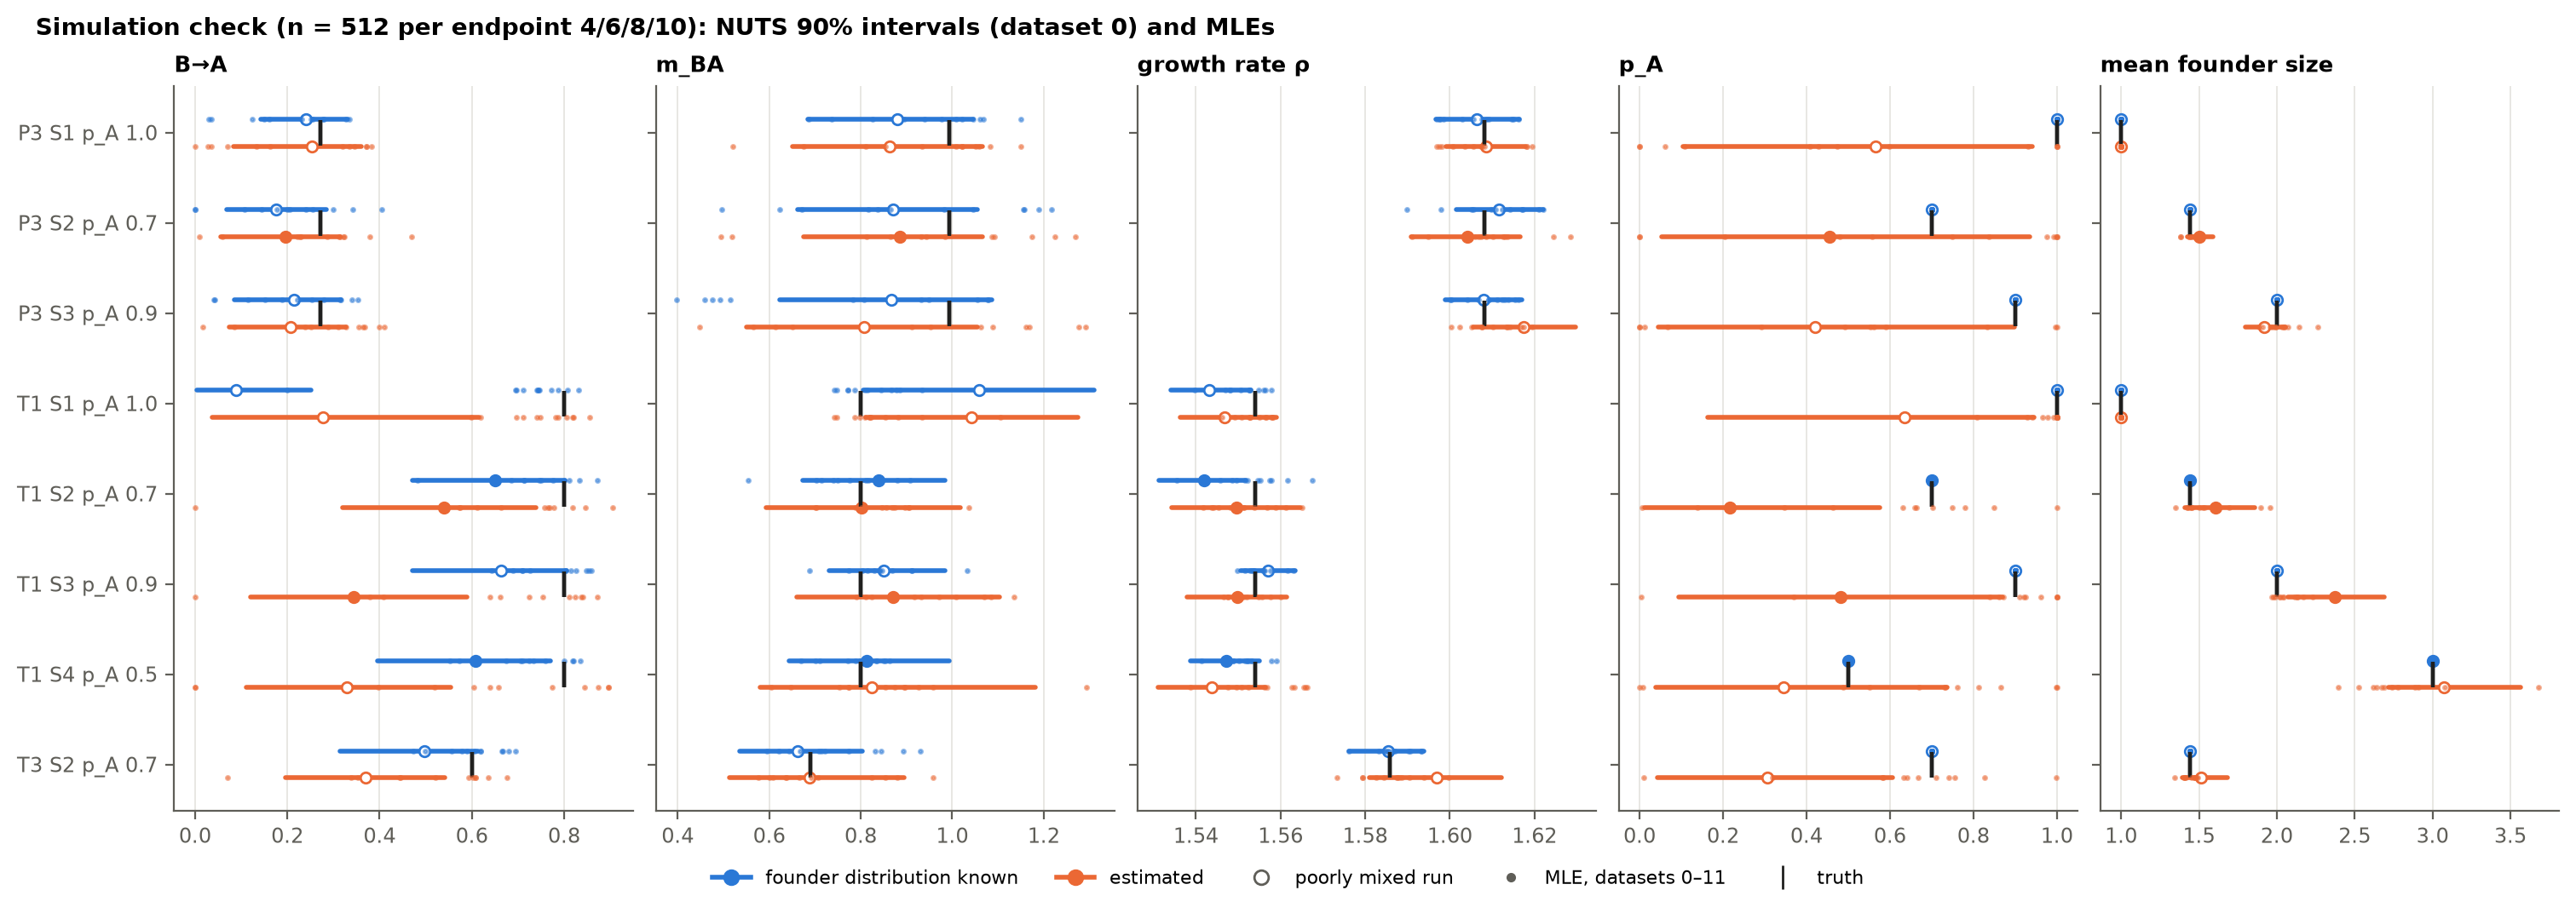 Simulation check (n = 512 per endpoint 4/6/8/10): NUTS 90% intervals (dataset 0) and MLEs
B→A
m_BA
growth rate ρ
p_A
mean founder size
P3 S1 p_A 1.0
P3 S2 p_A 0.7
P3 S3 p_A 0.9
T1 S1 p_A 1.0
T1 S2 p_A 0.7
T1 S3 p_A 0.9
T1 S4 p_A 0.5
T3 S2 p_A 0.7
0.0 0.2 0.4 0.6 0.8
0.4 0.6 0.8 1.0 1.2
1.54 1.56 1.58 1.60 1.62
0.0 0.2 0.4 0.6 0.8 1.0
1.0 1.5 2.0 2.5 3.0 3.5
founder distribution known estimated poorly mixed run MLE, datasets 0–11 truth